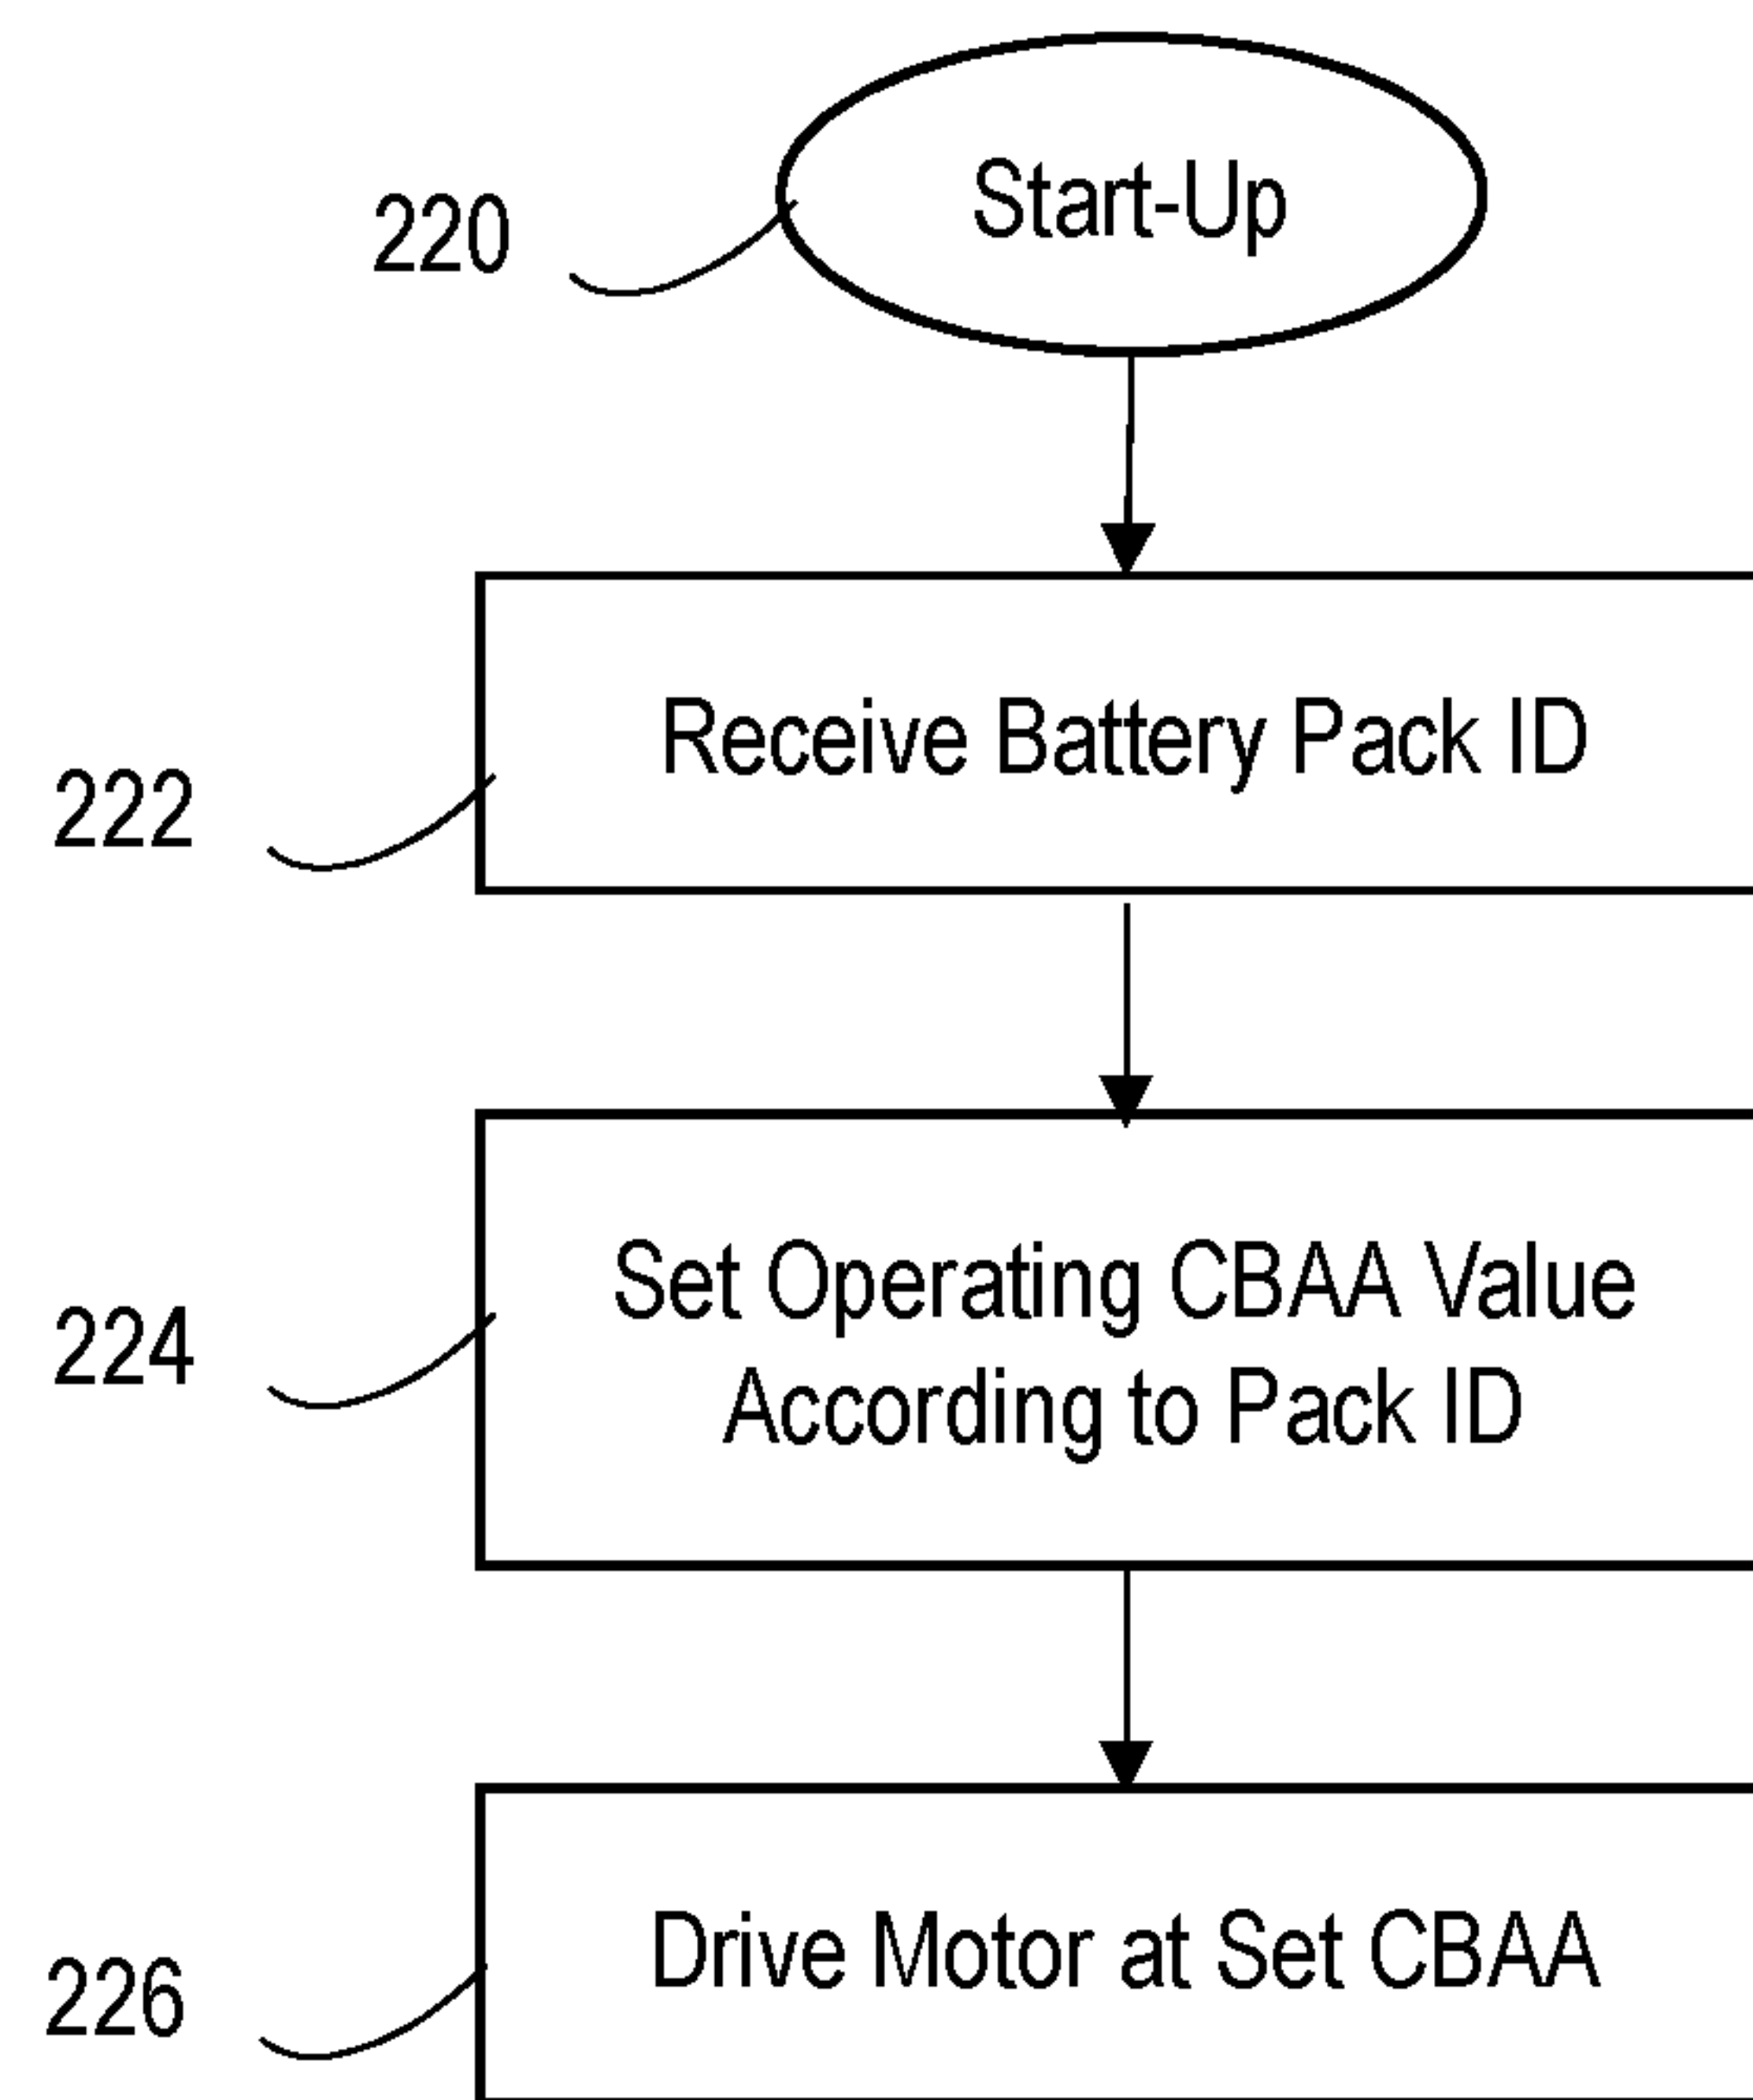 Start-Up
220
Receive Battery Pack ID
222
Set Operating CBAA Value
According to Pack ID
224
Drive Motor at Set CBAA
226